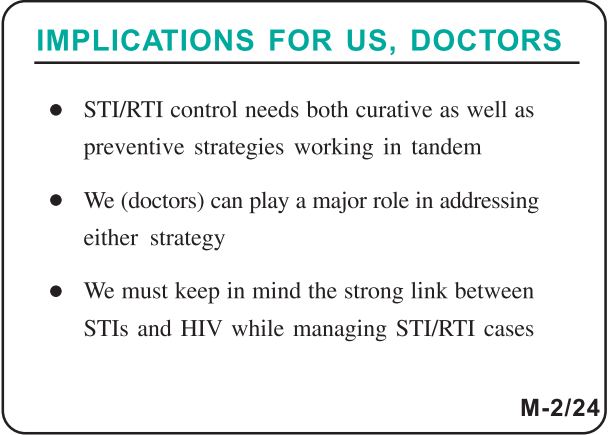 IMPLICATIONS FOR US, DOCTORS
● STI/RTI control needs both curative as well as
preventive strategies working in tandem
● We (doctors) can play a major role in addressing
either strategy
● We must keep in mind the strong link between
STIs and HIV while managing STI/RTI cases
M-2/24